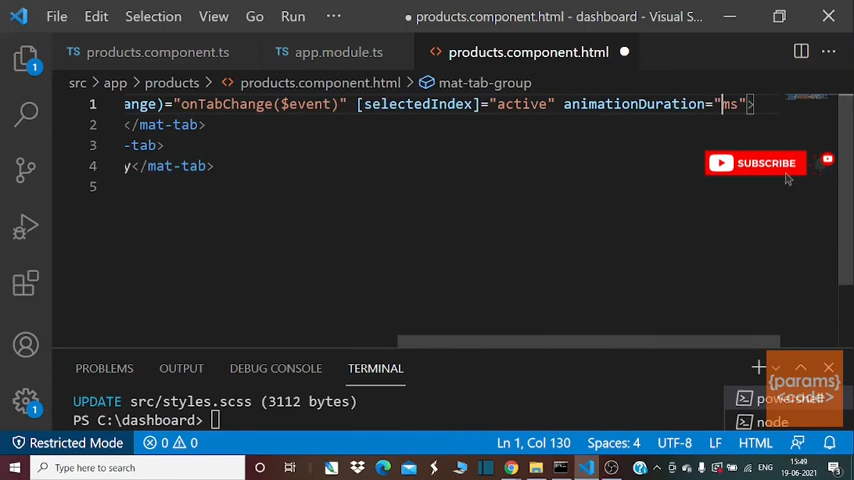 File Edit Selection View Go Run ··· ● products.component.html - dashboard - Visual S...
products.component.ts app.module.ts products.component.html
src > app > products > products.component.html > mat-tab-group
1 ange)="onTabChange($event)" [selectedIndex]="active" animationDuration="ms">
2 </mat-tab>
3 -tab>
4 y</mat-tab>
5
SUBSCRIBE
1
PROBLEMS OUTPUT DEBUG CONSOLE TERMINAL
UPDATE src/styles.scss (3112 bytes)
PS C:\dashboard>
{params}
<code>
powershell
node
1
Restricted Mode 0 0 Ln 1, Col 130 Spaces: 4 UTF-8 LF HTML
Type here to search
ENG
15:49
19-06-2021
3